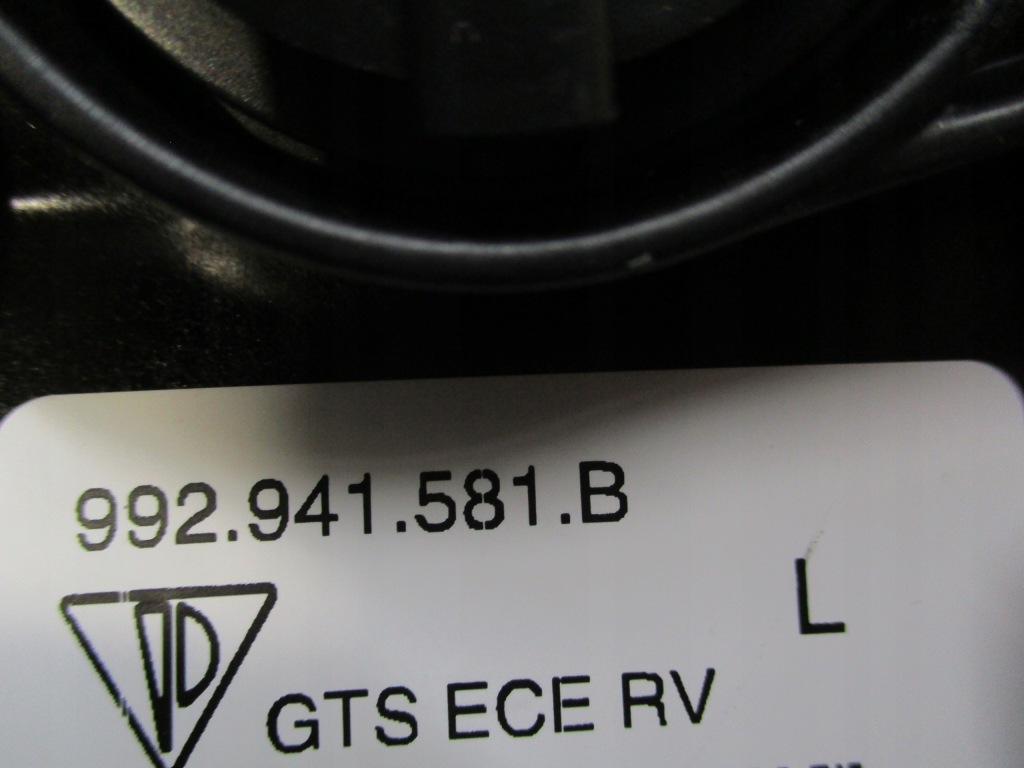 992.941.581.B
L
GTS ECE RV